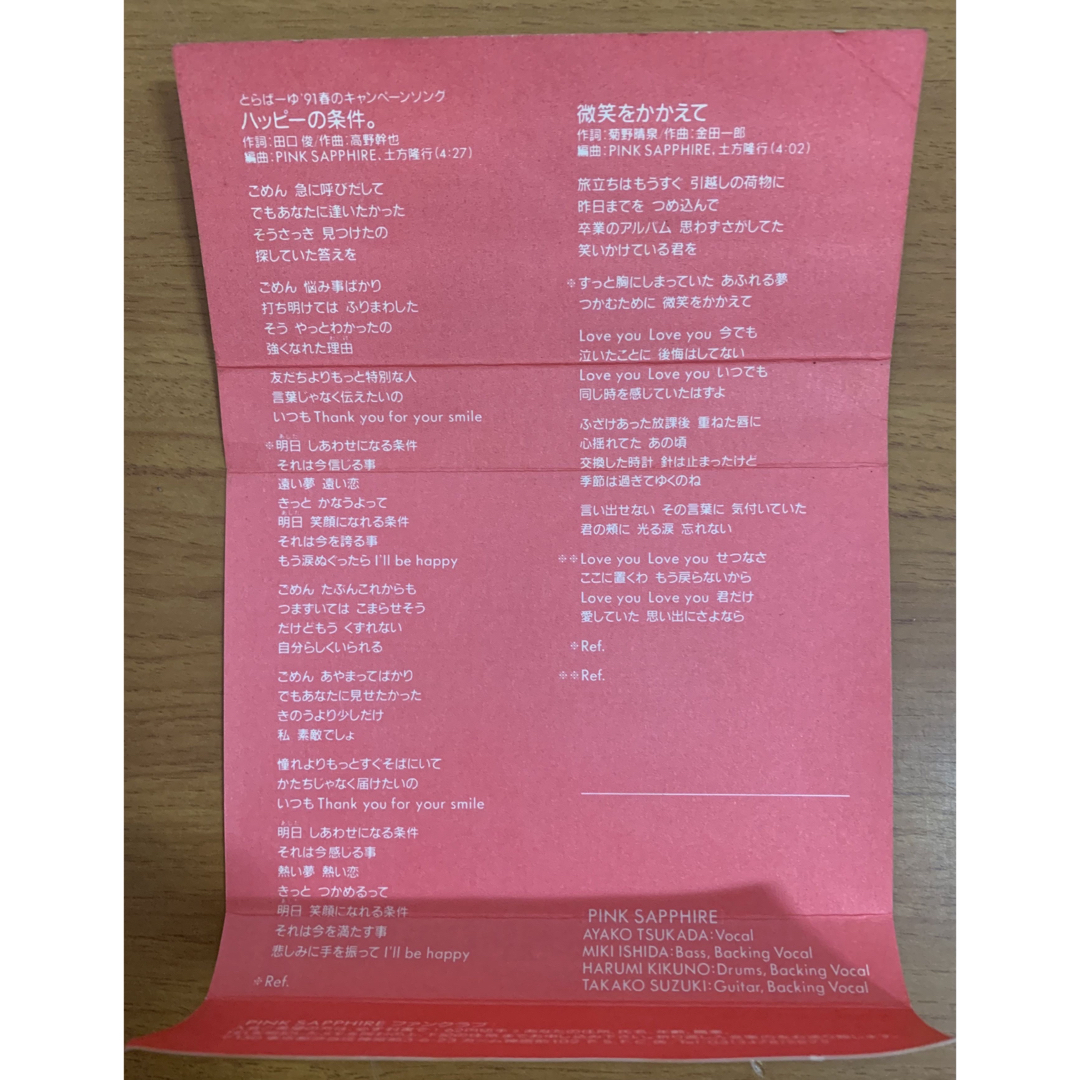 とらばーゆ'91春のキャンペーンソング
ハッピーの条件。
作詞:田口 俊/作曲:高野幹也
編曲:PINK SAPPHIRE、土方隆行(4:27)
ごめん 急に呼びだして
でもあなたに逢いたかった
そうさっき 見つけたの
探していた答えを
ごめん 悩み事ばかり
打ち明けては ふりまわした
そう やっとわかったの
強くなれた理由
友だちよりもっと特別な人
言葉じゃなく伝えたいの
いつも Thank you for your smile
※明日 しあわせになる条件
それは今信じる事
遠い夢 遠い恋
きっと かなうよって
明日 笑顔になれる条件
それは今を誇る事
もう涙ぬぐったら I'll be happy
ごめん たぶんこれからも
つまずいては こまらせそう
だけどもう くずれない
自分らしくいられる
ごめん あやまってばかり
でもあなたに見せたかった
きのうより少しだけ
私 素敵でしょ
憧れよりもっとすぐそばにいて
かたちじゃなく届けたいの
いつも Thank you for your smile
明日 しあわせになる条件
それは今感じる事
熱い夢 熱い恋
きっと つかめるって
明日 笑顔になれる条件
それは今を満たす事
悲しみに手を振って I'll be happy
※Ref.
微笑をかかえて
作詞:菊野晴泉/作曲:金田一郎
編曲:PINK SAPPHIRE、土方隆行(4:02)
旅立ちはもうすぐ 引越しの荷物に
昨日までを つめ込んで
卒業のアルバム 思わずさがしてた
笑いかけている君を
※すっと胸にしまっていた あふれる夢
つかむために 微笑をかかえて
Love you Love you 今でも
泣いたことに 後悔はしてない
Love you Love you いつでも
同じ時を感じていたはずよ
ふざけあった放課後 重ねた唇に
心揺れてた あの頃
交換した時計 針は止まったけど
季節は過ぎてゆくのね
言い出せない その言葉に 気付いていた
君の頬に 光る涙 忘れない
※※Love you Love you せつなさ
ここに置くわ もう戻らないから
Love you Love you 君だけ
愛していた 思い出にさよなら
※Ref.
※※Ref.
PINK SAPPHIRE
AYAKO TSUKADA:Vocal
MIKI ISHIDA:Bass, Backing Vocal
HARUMI KIKUNO:Drums, Backing Vocal
TAKAKO SUZUKI:Guitar, Backing Vocal
PINK SAPPHIRE ファンクラブ